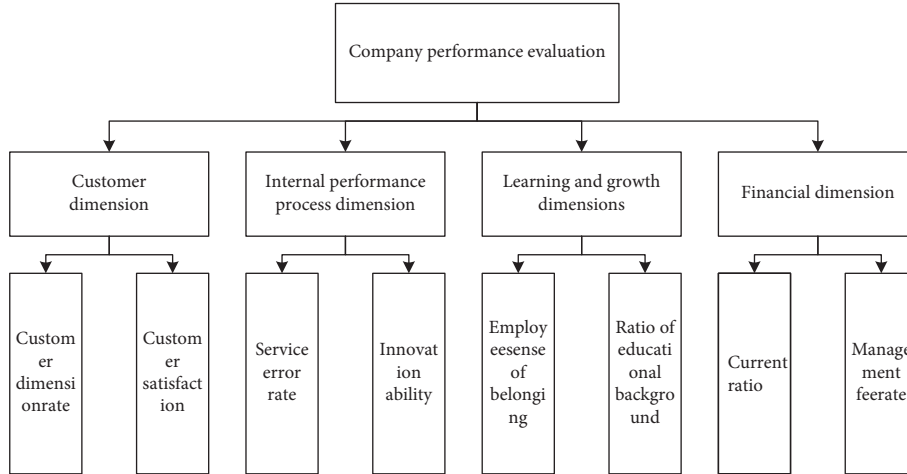 Company performance evaluation
Customer
dimension
Internal performance
process dimension
Learning and growth
dimensions
Financial dimension
Custom
er
dimensi
onrate
Custom
er
satisfact
ion
Service
error
rate
Innovat
ion
ability
Employ
eesense
of
belongi
ng
Ratio of
educati
onal
backgro
und
Current
ratio
Manage
ment
feerate